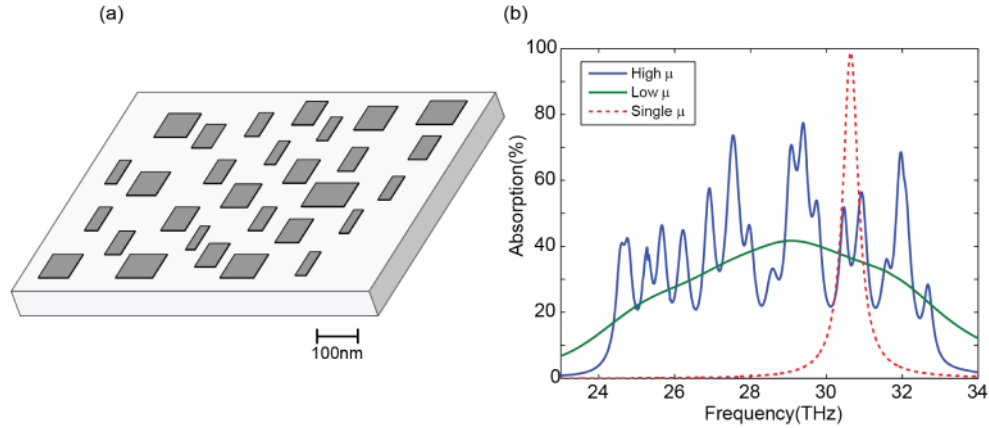 (a)
100nm
(b)
Absorption(%)
100
80
60
40
20
0
High μ
Low μ
Single μ
24 26 28 30 32 34
Frequency(THz)